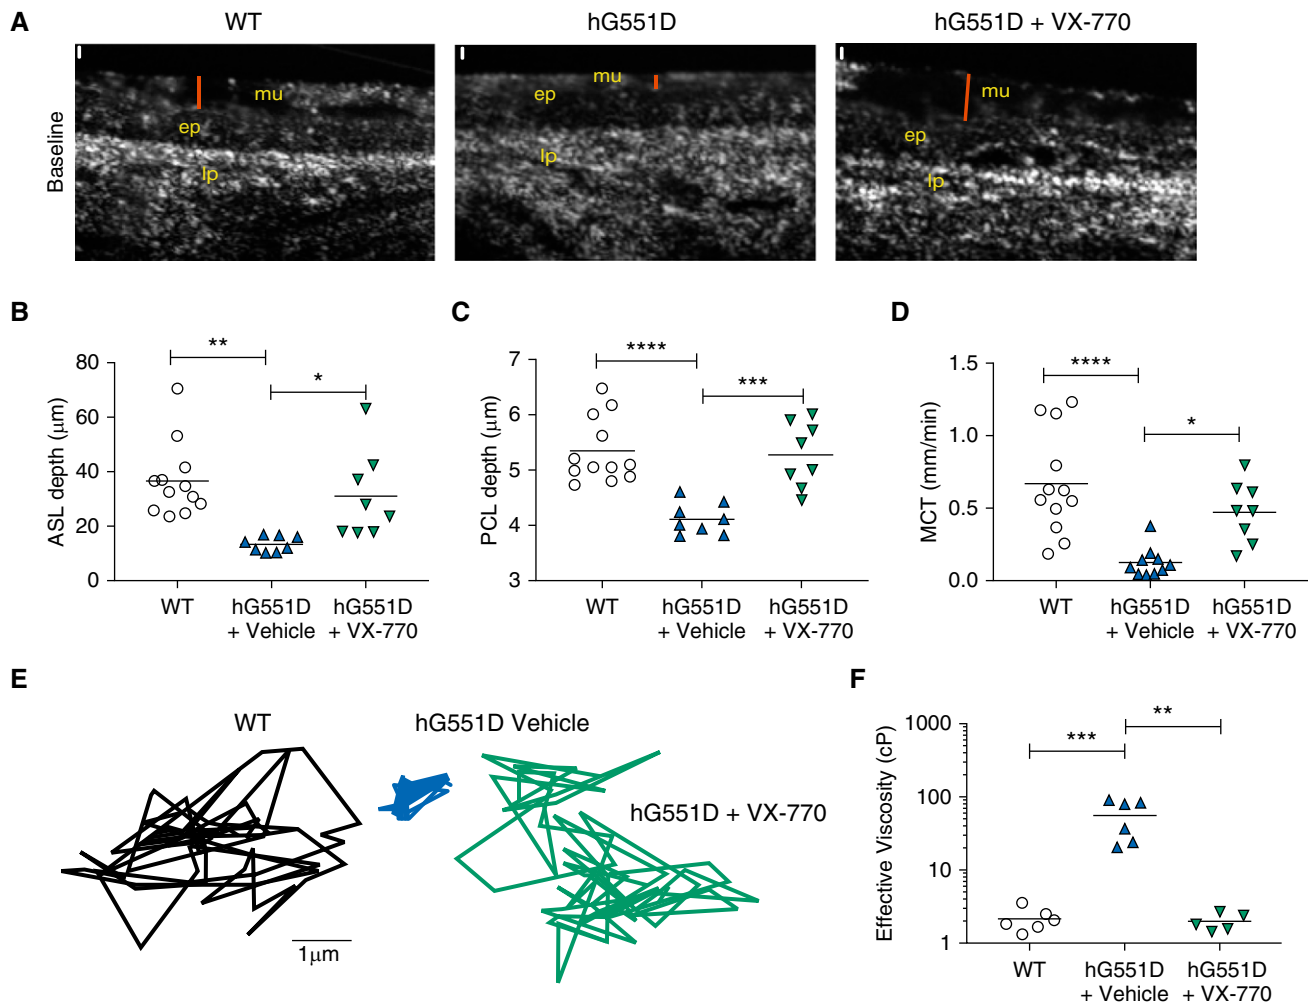 A
WT
hG551D
hG551D + VX-770
Baseline
mu
ep
lp
mu
ep
lp
mu
ep
lp
B
ASL depth (µm)
80
60
40
20
0
**
*
WT
hG551D
+ Vehicle
hG551D
+ VX-770
C
PCL depth (µm)
7
6
5
4
3
****
***
WT
hG551D
+ Vehicle
hG551D
+ VX-770
D
MCT (mm/min)
1.5
1.0
0.5
0.0
****
*
WT
hG551D
+ Vehicle
hG551D
+ VX-770
E
WT
hG551D Vehicle
hG551D + VX-770
1µm
F
Effective Viscosity (cP)
1000
100
10
1
***
**
WT
hG551D
+ Vehicle
hG551D
+ VX-770